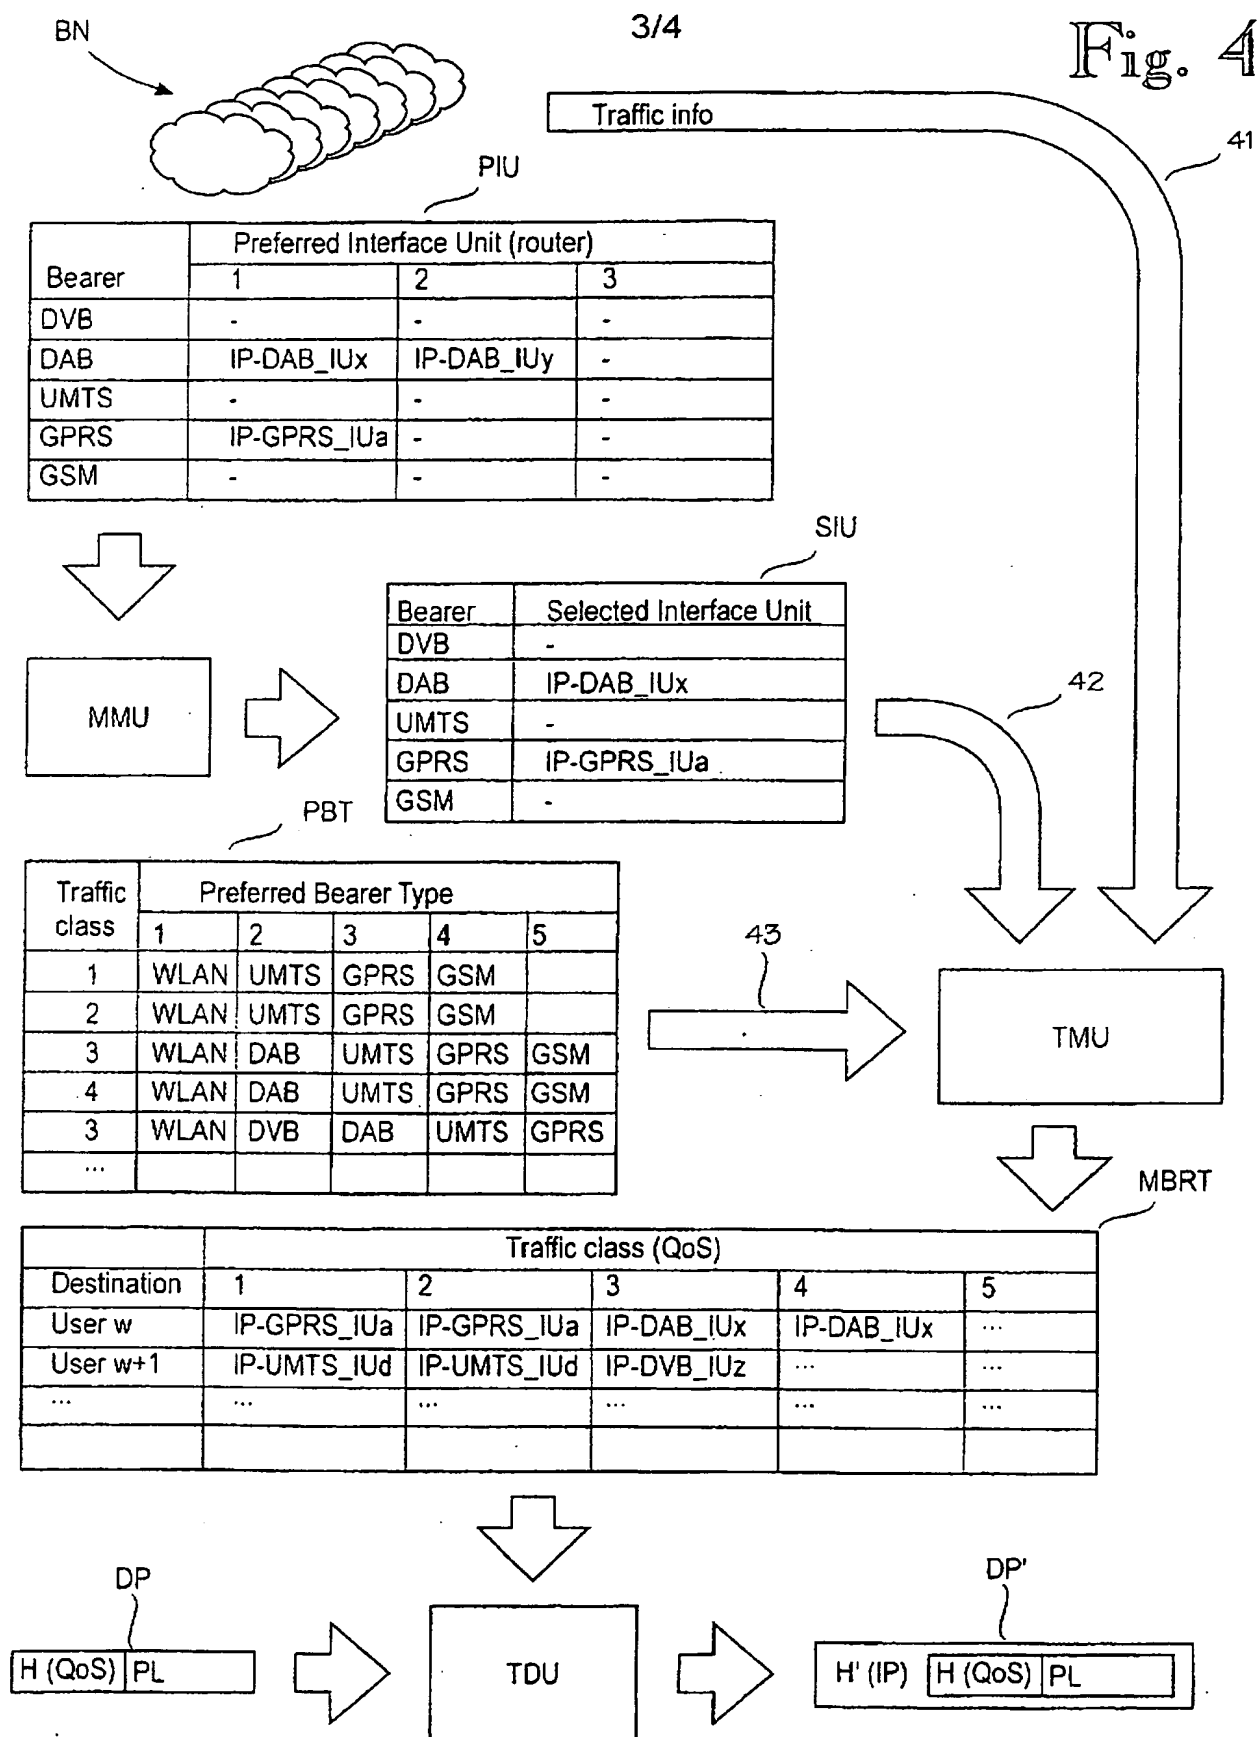 BN
3/4
Fig. 4
Traffic info
41
PIU
Preferred Interface Unit (router)
Bearer 1 2 3
DVB - - -
DAB IP-DAB_IUx IP-DAB_IUy -
UMTS - - -
GPRS IP-GPRS_IUa - -
GSM - - -
SIU
Bearer Selected Interface Unit
DVB -
DAB IP-DAB_IUx
UMTS -
GPRS IP-GPRS_IUa
GSM -
MMU
42
PBT
Traffic class Preferred Bearer Type
1 2 3 4 5
1 WLAN UMTS GPRS GSM
2 WLAN UMTS GPRS GSM
3 WLAN DAB UMTS GPRS GSM
4 WLAN DAB UMTS GPRS GSM
3 WLAN DVB DAB UMTS GPRS
...
43
TMU
MBRT
Traffic class (QoS)
Destination 1 2 3 4 5
User w IP-GPRS_IUa IP-GPRS_IUa IP-DAB_IUx IP-DAB_IUx ...
User w+1 IP-UMTS_IUd IP-UMTS_IUd IP-DVB_IUz ... ...
... ... ... ... ... ...
DP
H (QoS) PL
TDU
DP'
H' (IP) H (QoS) PL